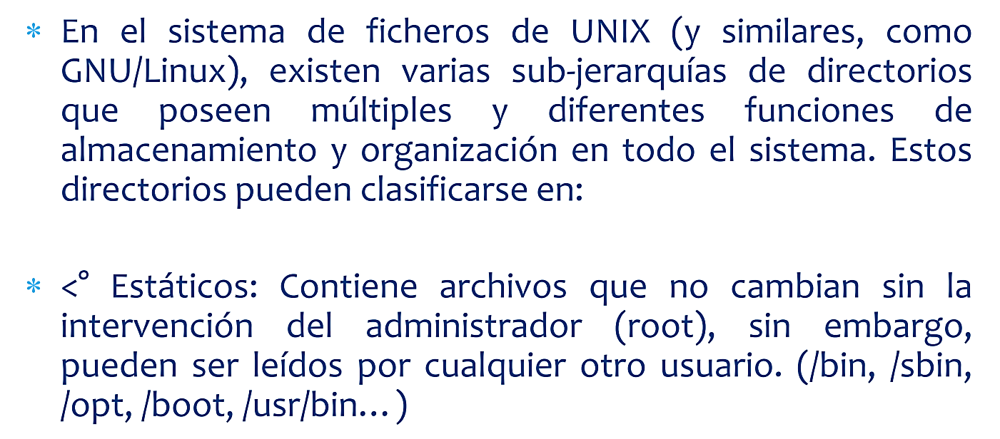 * En el sistema de ficheros de UNIX (y similares, como
GNU/Linux), existen varias sub-jerarquías de directorios
que poseen múltiples y diferentes funciones de
almacenamiento y organización en todo el sistema. Estos
directorios pueden clasificarse en:
* <° Estáticos: Contiene archivos que no cambian sin la
intervención del administrador (root), sin embargo,
pueden ser leídos por cualquier otro usuario. (/bin, /sbin,
/opt, /boot, /usr/bin… )